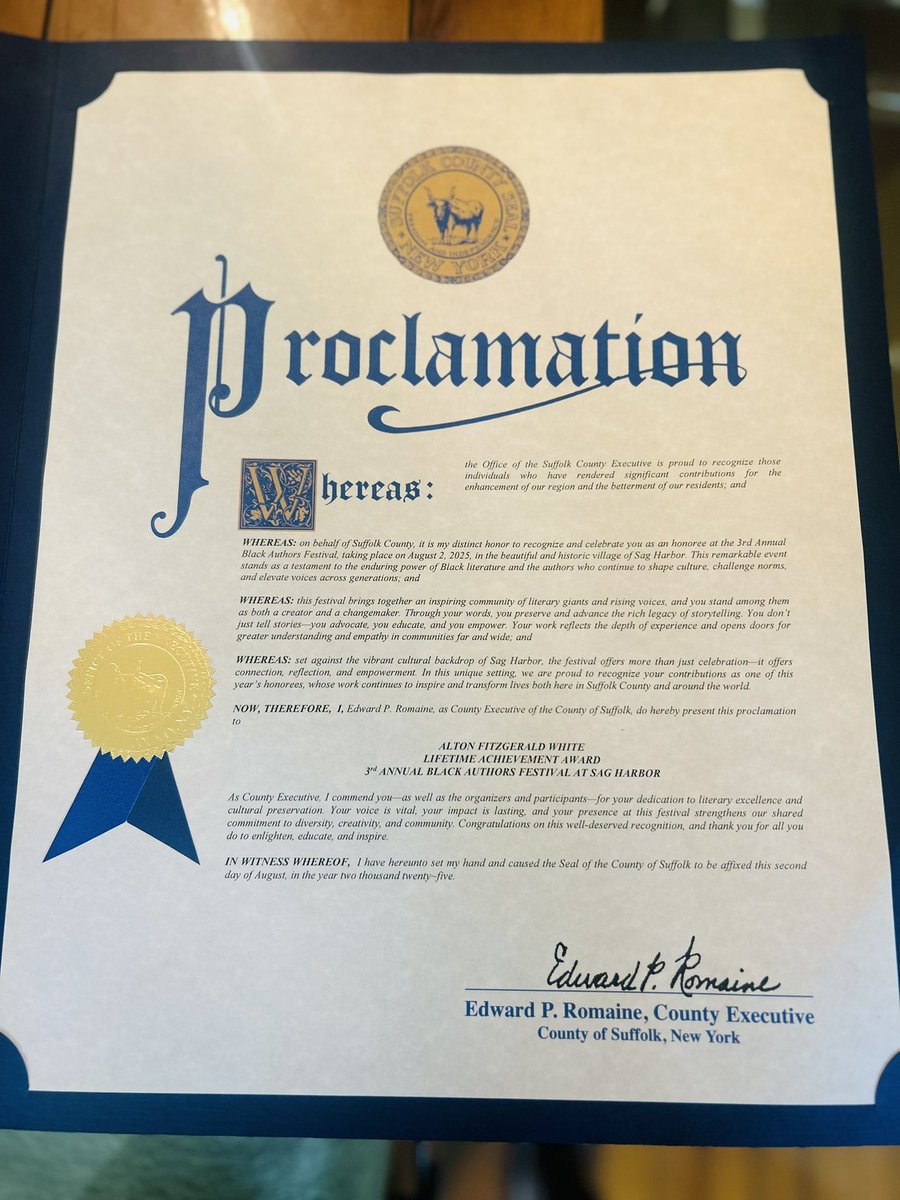 SUFFOLK COUNTY SEAL
FREEDOM AND INDEPENDENCE
NEW YORK
Proclamation
Whereas:
the Office of the Suffolk County Executive is proud to recognize those
individuals who have rendered significant contributions for the
enhancement of our region and the betterment of our residents; and
WHEREAS: on behalf of Suffolk County, it is my distinct honor to recognize and celebrate you as an honoree at the 3rd Annual
Black Authors Festival, taking place on August 2, 2025, in the beautiful and historic village of Sag Harbor. This remarkable event
stands as a testament to the enduring power of Black literature and the authors who continue to shape culture, challenge norms,
and elevate voices across generations; and
WHEREAS: this festival brings together an inspiring community of literary giants and rising voices, and you stand among them
as both a creator and a changemaker. Through your words, you preserve and advance the rich legacy of storytelling. You don't
just tell stories—you advocate, you educate, and you empower. Your work reflects the depth of experience and opens doors for
greater understanding and empathy in communities far and wide; and
WHEREAS: set against the vibrant cultural backdrop of Sag Harbor, the festival offers more than just celebration—it offers
connection, reflection, and empowerment. In this unique setting, we are proud to recognize your contributions as one of this
year's honorees, whose work continues to inspire and transform lives both here in Suffolk County and around the world.
NOW, THEREFORE, I, Edward P. Romaine, as County Executive of the County of Suffolk, do hereby present this proclamation
to
ALTON FITZGERALD WHITE
LIFETIME ACHIEVEMENT AWARD
3rd ANNUAL BLACK AUTHORS FESTIVAL AT SAG HARBOR
As County Executive, I commend you—as well as the organizers and participants—for your dedication to literary excellence and
cultural preservation. Your voice is vital, your impact is lasting, and your presence at this festival strengthens our shared
commitment to diversity, creativity, and community. Congratulations on this well-deserved recognition, and thank you for all you
do to enlighten, educate, and inspire.
IN WITNESS WHEREOF, I have hereunto set my hand and caused the Seal of the County of Suffolk to be affixed this second
day of August, in the year two thousand twenty-five.
Edward P. Romaine
Edward P. Romaine, County Executive
County of Suffolk, New York
OFFICE OF THE